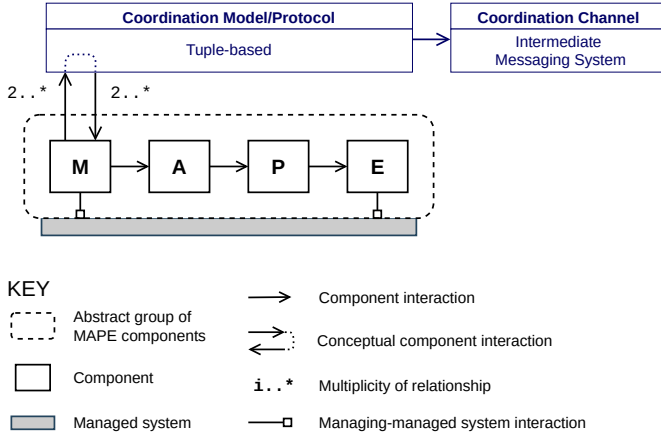 Coordination Model/Protocol
Coordination Channel
Tuple-based
Intermediate
Messaging System
2..*
2..*
M
A
P
E
KEY
Abstract group of
MAPE components
Component interaction
Conceptual component interaction
Component
i..*
Multiplicity of relationship
Managed system
Managing-managed system interaction